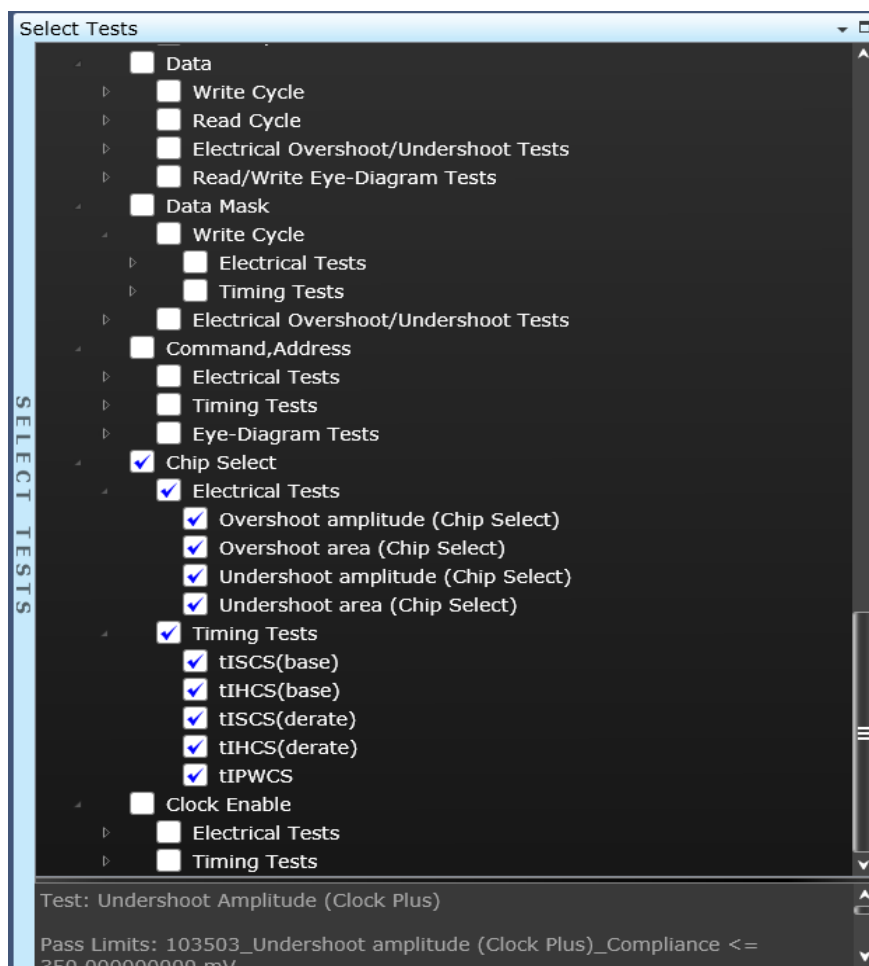 Select Tests
SELECT TESTS
Data
Write Cycle
Read Cycle
Electrical Overshoot/Undershoot Tests
Read/Write Eye-Diagram Tests
Data Mask
Write Cycle
Electrical Tests
Timing Tests
Electrical Overshoot/Undershoot Tests
Command,Address
Electrical Tests
Timing Tests
Eye-Diagram Tests
Chip Select
Electrical Tests
Overshoot amplitude (Chip Select)
Overshoot area (Chip Select)
Undershoot amplitude (Chip Select)
Undershoot area (Chip Select)
Timing Tests
tISCS(base)
tIHCS(base)
tISCS(derate)
tIHCS(derate)
tIPWCS
Clock Enable
Electrical Tests
Timing Tests
Test: Undershoot Amplitude (Clock Plus)
Pass Limits: 103503_Undershoot amplitude (Clock Plus)_Compliance <=
350.000000000 mV